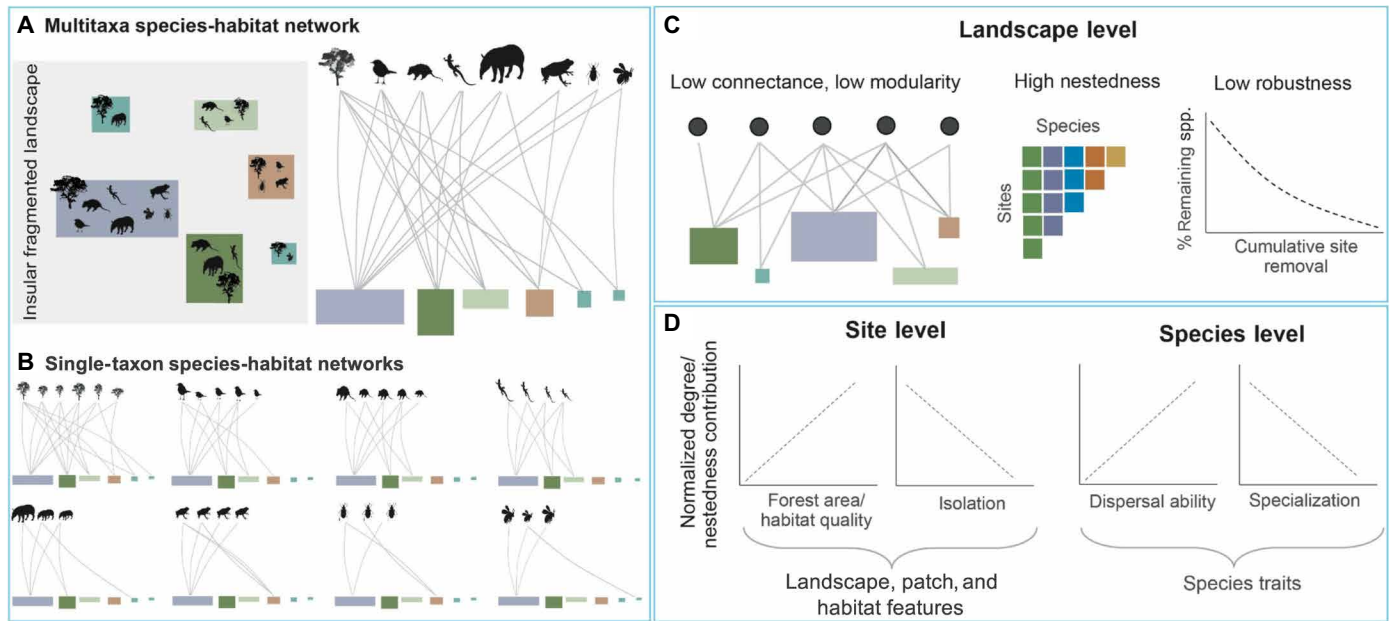 A Multitaxa species-habitat network
Insular fragmented landscape
B Single-taxon species-habitat networks
C
Landscape level
Low connectance, low modularity
High nestedness
Species
Sites
Low robustness
% Remaining spp.
Cumulative site
removal
D
Site level
Species level
Normalized degree/
nestedness contribution
Forest area/
habitat quality
Isolation
Dispersal ability
Specialization
Landscape, patch, and
habitat features
Species traits